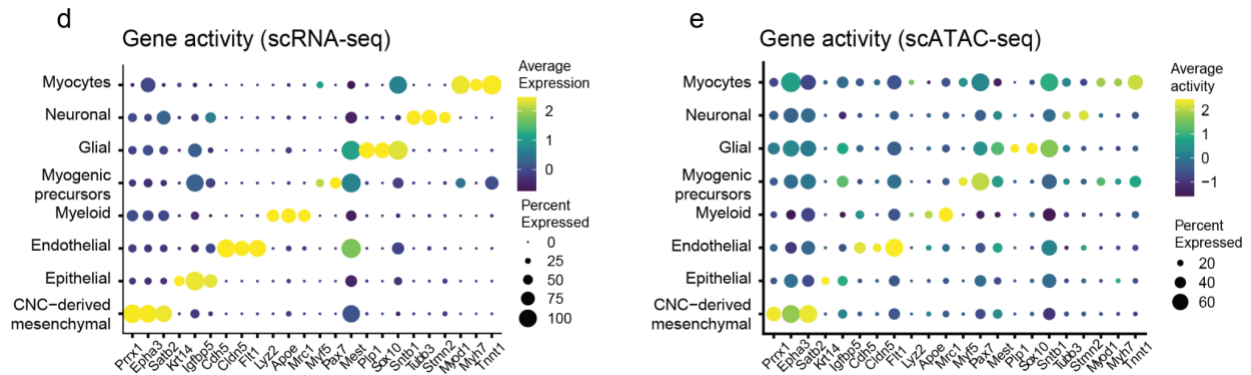 d
Gene activity (scRNA-seq)
Myocytes
Neuronal
Glial
Myogenic
precursors
Myeloid
Endothelial
Epithelial
CNC−derived
mesenchymal
Prrx1 Epha3 Satb2 Krt14 Igfbp5 Cdh5 Cldn5 Flt1 Lyz2 Apoe Mrc1 Myf5 Pax7 Mest Plp1 Sox10 Sntb1 Tubb3 Stmn2 Myod1 Myh7 Tnnt1
Average
Expression
2
1
0
Percent
Expressed
0
25
50
75
100
e
Gene activity (scATAC-seq)
Myocytes
Neuronal
Glial
Myogenic
precursors
Myeloid
Endothelial
Epithelial
CNC−derived
mesenchymal
Prrx1 Epha3 Satb2 Krt14 Igfbp5 Cdh5 Cldn5 Flt1 Lyz2 Apoe Mrc1 Myf5 Pax7 Mest Plp1 Sox10 Sntb1 Tubb3 Stmn2 Myod1 Myh7 Tnnt1
Average
activity
2
1
0
−1
Percent
Expressed
20
40
60